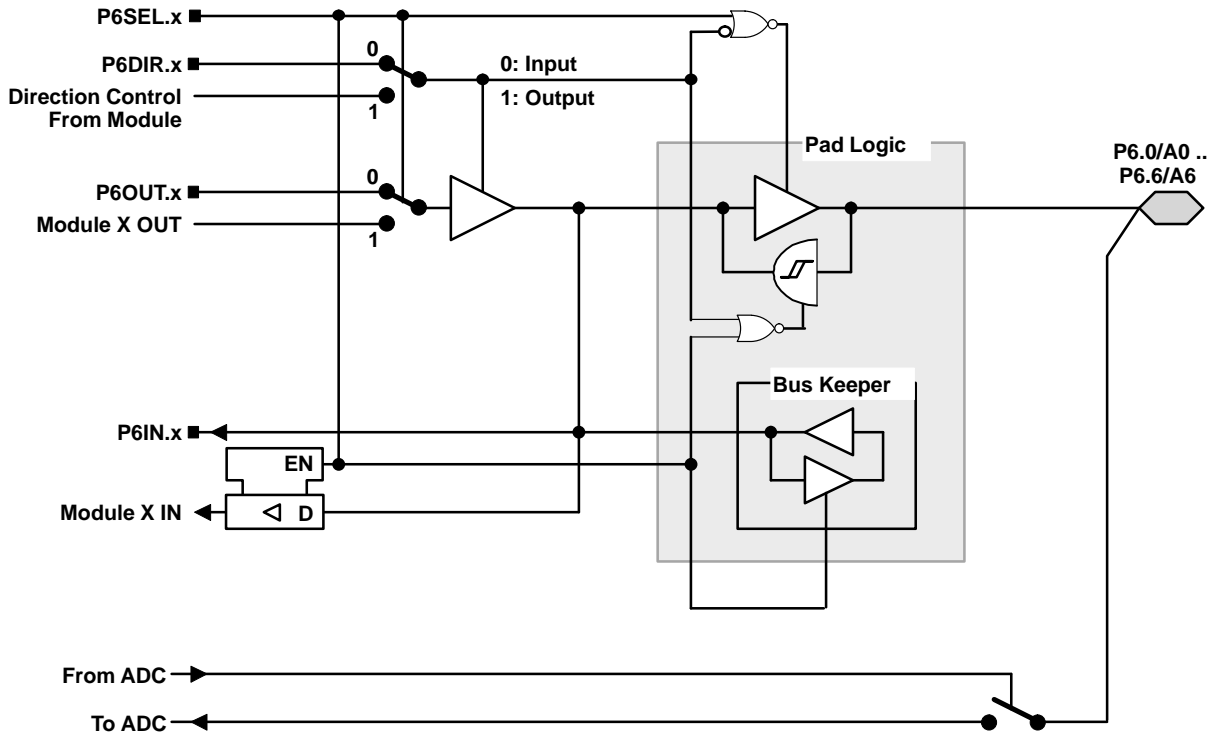 P6SEL.x
P6DIR.x
0
0: Input
1: Output
Direction Control
From Module
1
Pad Logic
P6.0/A0 ..
P6.6/A6
P6OUT.x
0
Module X OUT
1
Bus Keeper
P6IN.x
EN
Module X IN
D
From ADC
To ADC